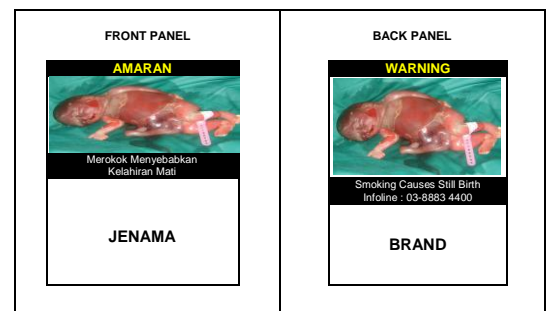 FRONT PANEL
AMARAN
Merokok Menyebabkan
Kelahiran Mati
JENAMA
BACK PANEL
WARNING
Smoking Causes Still Birth
Infoline : 03-8883 4400
BRAND